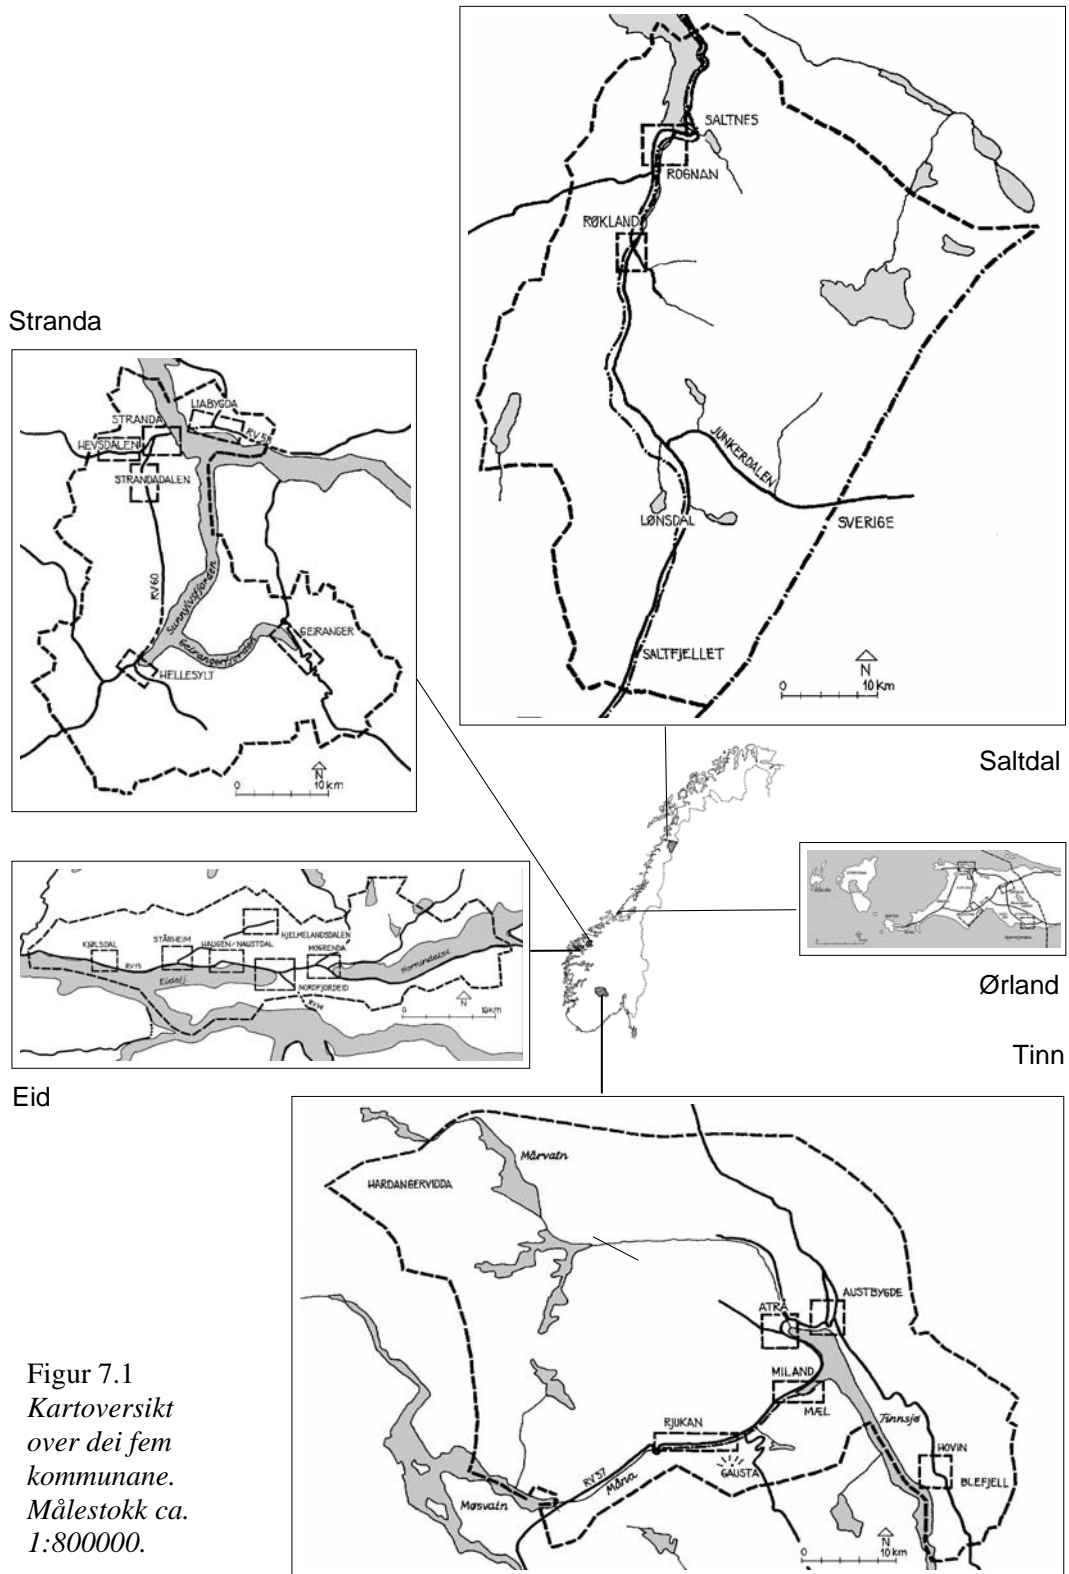 SALTNES
ROGNAN
RØKLAND
JUNKERDALEN
LØNSDAL
SVERIGE
SALTFJELLET
N
0 10 km
Saltdal
Stranda
LIABYGDA
STRANDA
RV 58
HEVSDALEN
STRANDADALEN
RV 60
Sunnylvsfjorden
Geirangerfjorden
GEIRANGER
HELLESYLT
N
0 10 km
Ørland
Tinn
HJELMELANDSDALEN
KJØLSDAL
STÅRHEIM
HAUGEN/NAUSTDAL
MOGRENDA
RV 15
Eidsfj
NORDFJORDEID
Hornindalsv
N
0 10km
Eid
Mårvatn
HARDANGERVIDDA
AUSTBYGDE
ATRÅ
MILAND
MÆL
Tinnsjø
RJUKAN
GAUSTA
HOVIN
BLEFJELL
RV 37
Måna
Møsvatn
N
0 10 km
Figur 7.1
Kartoversikt
over dei fem
kommunane.
Målestokk ca.
1:800000.